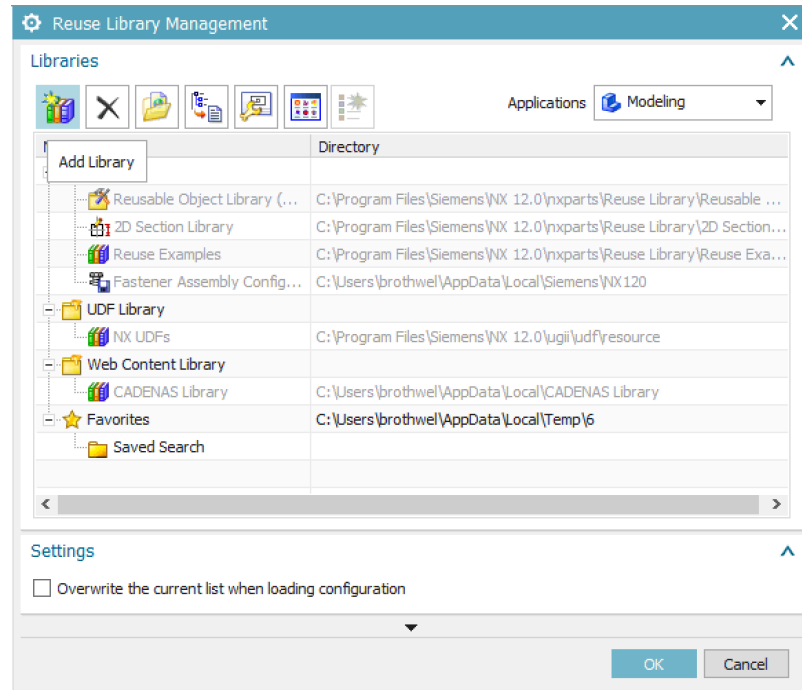 Reuse Library Management
Libraries
Applications Modeling
Add Library
Directory
Reusable Object Library (... C:\Program Files\Siemens\NX 12.0\nxparts\Reuse Library\Reusable ...
2D Section Library C:\Program Files\Siemens\NX 12.0\nxparts\Reuse Library\2D Section...
Reuse Examples C:\Program Files\Siemens\NX 12.0\nxparts\Reuse Library\Reuse Exa...
Fastener Assembly Config... C:\Users\brothwel\AppData\Local\Siemens\NX120
UDF Library
NX UDFs C:\Program Files\Siemens\NX 12.0\ugii\udf\resource
Web Content Library
CADENAS Library C:\Users\brothwel\AppData\Local\CADENAS Library
Favorites C:\Users\brothwel\AppData\Local\Temp\6
Saved Search
Settings
Overwrite the current list when loading configuration
OK Cancel